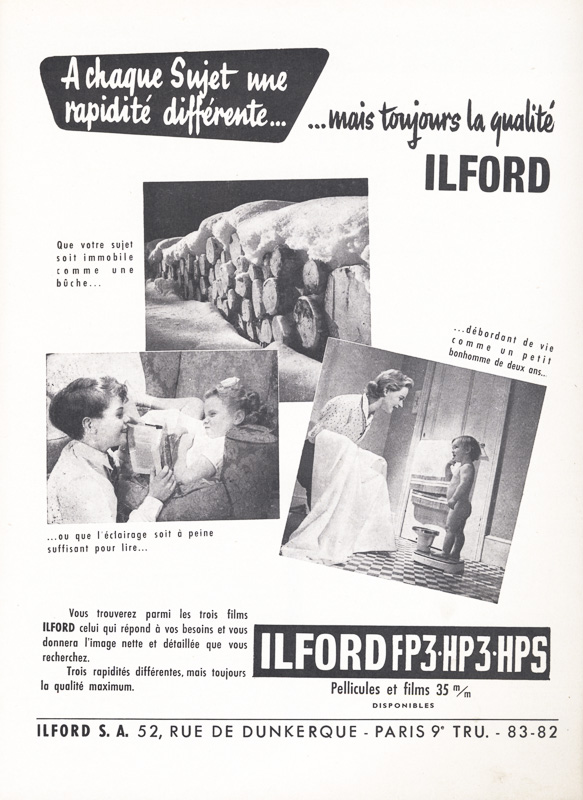 A chaque Sujet une
rapidité différente...
...mais toujours la qualité
ILFORD
Que votre sujet
soit immobile
comme une
bûche...
...débordant de vie
comme un petit
bonhomme de deux ans..
...ou que l'éclairage soit à peine
suffisant pour lire...
Vous trouverez parmi les trois films
ILFORD celui qui répond à vos besoins et vous
donnera l'image nette et détaillée que vous
recherchez.
Trois rapidités différentes, mais toujours
la qualité maximum.
ILFORD FP3·HP3·HPS
Pellicules et films 35 m/m
DISPONIBLES
ILFORD S. A. 52, RUE DE DUNKERQUE - PARIS 9° TRU. - 83-82